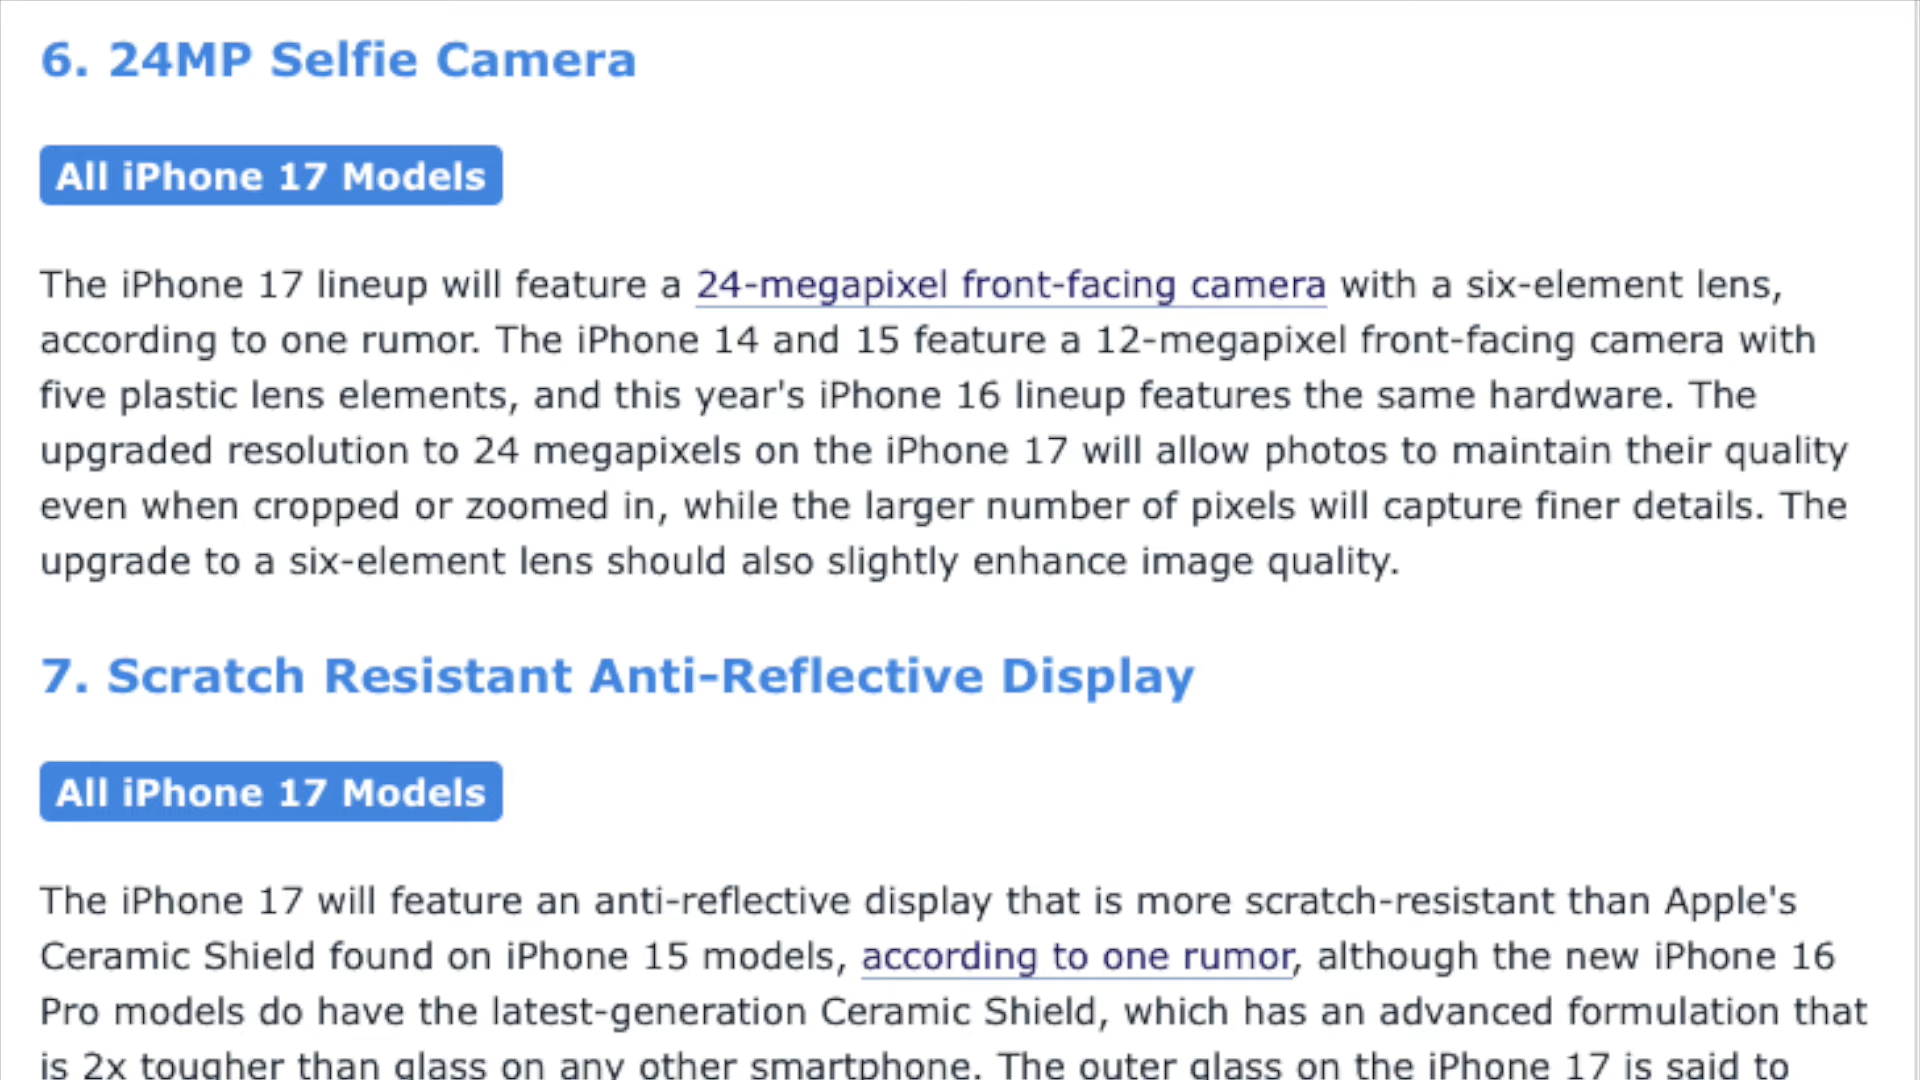 6. 24MP Selfie Camera
All iPhone 17 Models
The iPhone 17 lineup will feature a 24-megapixel front-facing camera with a six-element lens,
according to one rumor. The iPhone 14 and 15 feature a 12-megapixel front-facing camera with
five plastic lens elements, and this year's iPhone 16 lineup features the same hardware. The
upgraded resolution to 24 megapixels on the iPhone 17 will allow photos to maintain their quality
even when cropped or zoomed in, while the larger number of pixels will capture finer details. The
upgrade to a six-element lens should also slightly enhance image quality.
7. Scratch Resistant Anti-Reflective Display
All iPhone 17 Models
The iPhone 17 will feature an anti-reflective display that is more scratch-resistant than Apple's
Ceramic Shield found on iPhone 15 models, according to one rumor, although the new iPhone 16
Pro models do have the latest-generation Ceramic Shield, which has an advanced formulation that
is 2x tougher than glass on any other smartphone. The outer glass on the iPhone 17 is said to